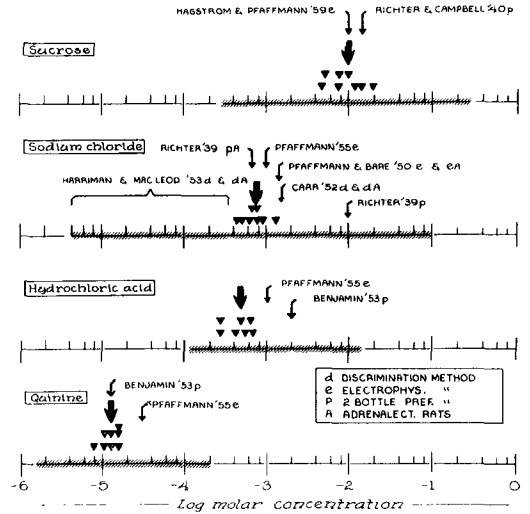 HAGSTROM & PFAFFMANN '59e
RICHTER & CAMPBELL '40p
Sucrose
Sodium chloride
RICHTER '39 pA
PFAFFMANN '55e
PFAFFMANN & BARE '50 e & eA
HARRIMAN & MAC LEOD '53d & dA
CARR '52d & dA
RICHTER '39p
Hydrochloric acid
PFAFFMANN '55e
BENJAMIN '53p
Quinine
BENJAMIN '53p
PFAFFMANN '55e
d DISCRIMINATION METHOD
e ELECTROPHYS. "
P 2 BOTTLE PREF. "
A ADRENALECT. RATS
-6 -5 -4 -3 -2 -1 0
Log molar concentration